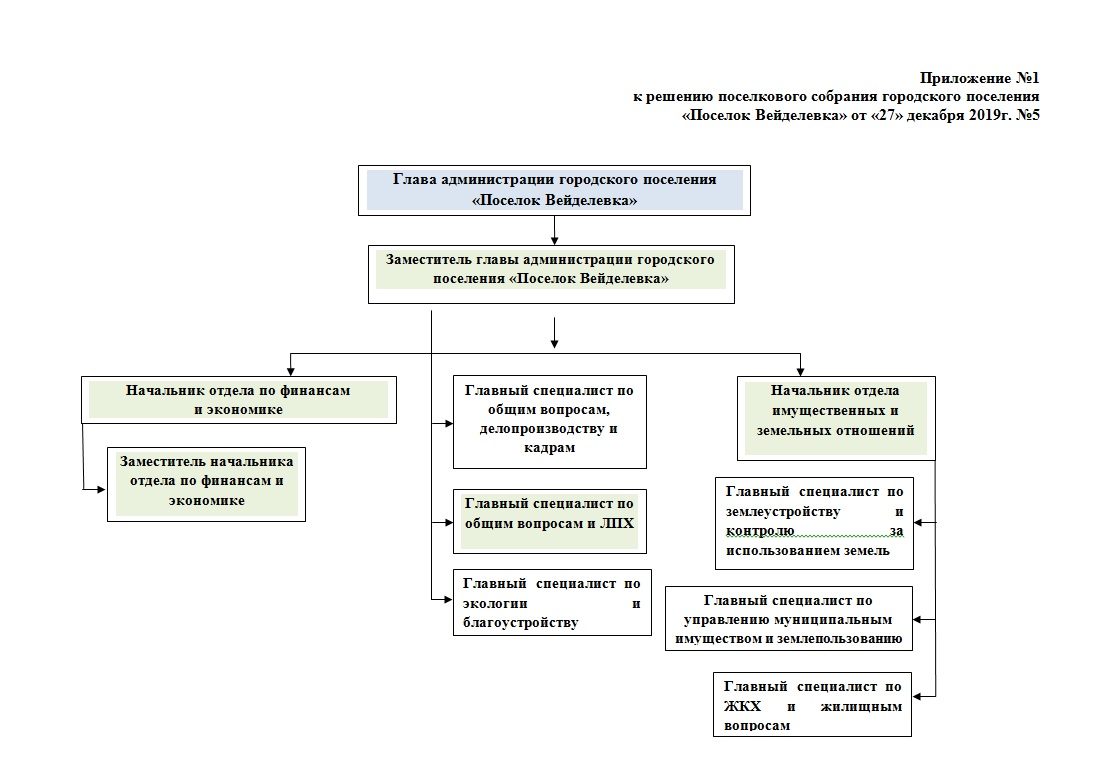 Приложение №1
к решению поселкового собрания городского поселения
«Поселок Вейделевка» от «27» декабря 2019г. №5
Глава администрации городского поселения
«Поселок Вейделевка»
Заместитель главы администрации городского
поселения «Поселок Вейделевка»
Начальник отдела по финансам
и экономике
Заместитель начальника
отдела по финансам и
экономике
Главный специалист по
общим вопросам,
делопроизводству и
кадрам
Главный специалист по
общим вопросам и ЛПХ
Главный специалист по
экологии и
благоустройству
Начальник отдела
имущественных и
земельных отношений
Главный специалист по
землеустройству и
контролю за
использованием земель
Главный специалист по
управлению муниципальным
имуществом и землепользованию
Главный специалист по
ЖКХ и жилищным
вопросам